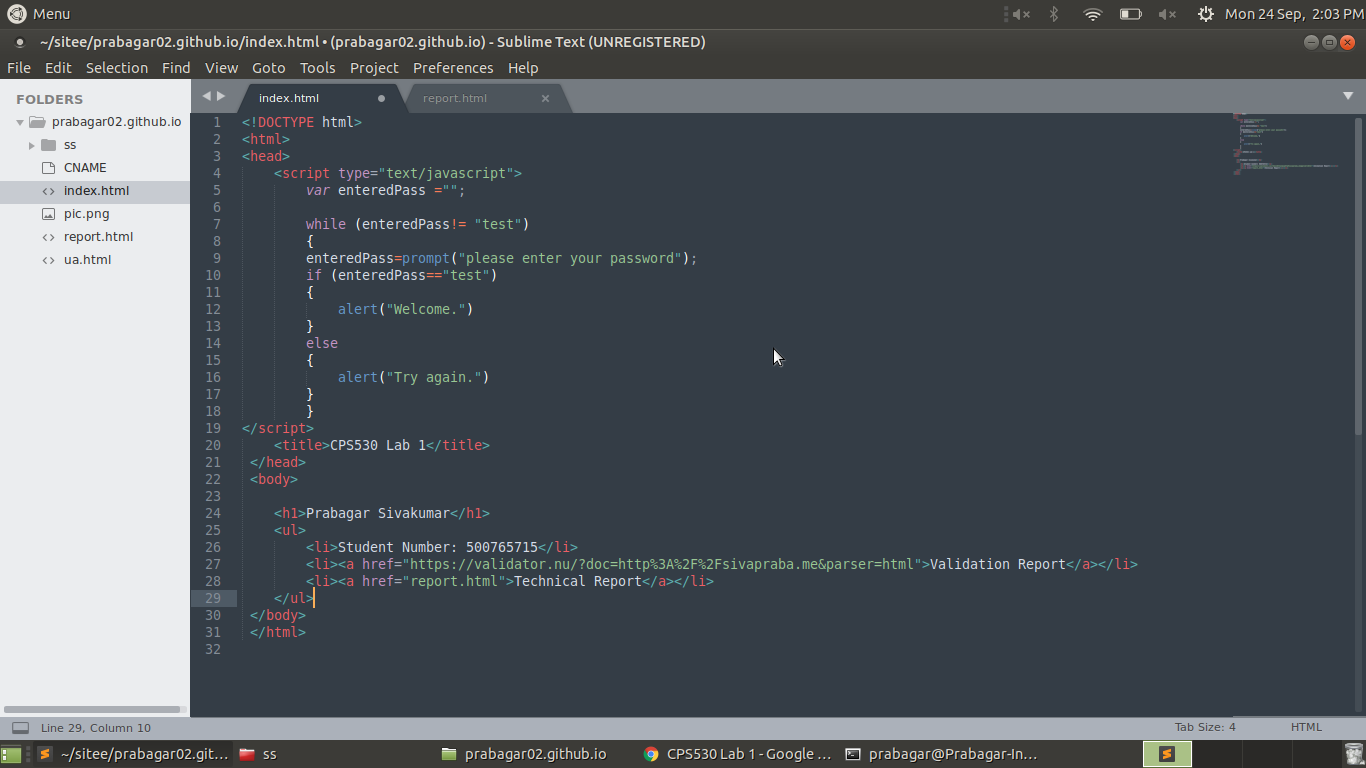 Menu
Mon 24 Sep, 2:03 PM
~/sitee/prabagar02.github.io/index.html • (prabagar02.github.io) - Sublime Text (UNREGISTERED)
File Edit Selection Find View Goto Tools Project Preferences Help
FOLDERS
prabagar02.github.io
ss
CNAME
index.html
pic.png
report.html
ua.html
index.html
report.html
1 <!DOCTYPE html>
2 <html>
3 <head>
4     <script type="text/javascript">
5         var enteredPass ="";
6
7         while (enteredPass!= "test")
8         {
9         enteredPass=prompt("please enter your password");
10         if (enteredPass=="test")
11         {
12             alert("Welcome.")
13         }
14         else
15         {
16             alert("Try again.")
17         }
18         }
19 </script>
20     <title>CPS530 Lab 1</title>
21  </head>
22  <body>
23
24     <h1>Prabagar Sivakumar</h1>
25     <ul>
26         <li>Student Number: 500765715</li>
27         <li><a href="https://validator.nu/?doc=http%3A%2F%2Fsivapraba.me&parser=html">Validation Report</a></li>
28         <li><a href="report.html">Technical Report</a></li>
29     </ul>
30  </body>
31  </html>
32
Line 29, Column 10
Tab Size: 4
HTML
~/sitee/prabagar02.git...
ss
prabagar02.github.io
CPS530 Lab 1 - Google ...
prabagar@Prabagar-In...